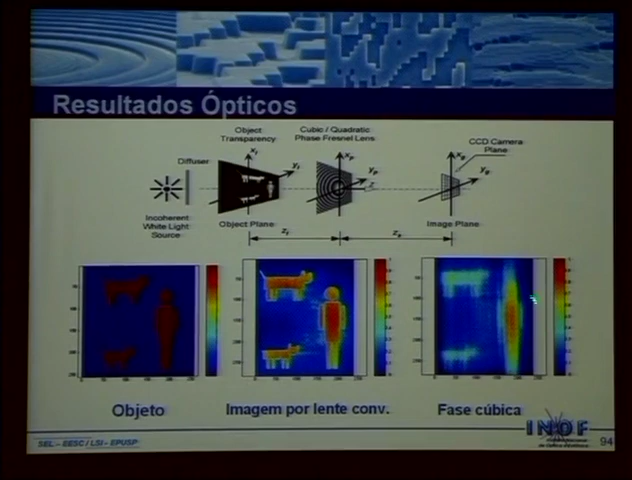 Resultados Ópticos
Object
Transparency
Cubic / Quadratic
Phase Fresnel Lens
CCD Camera
Plane
Diffuser
Incoherent
White Light
Source
Object Plane
Image Plane
Objeto
Imagem por lente conv.
Fase cúbica
SEL – EESC / LSI – EPUSP
INOF
94